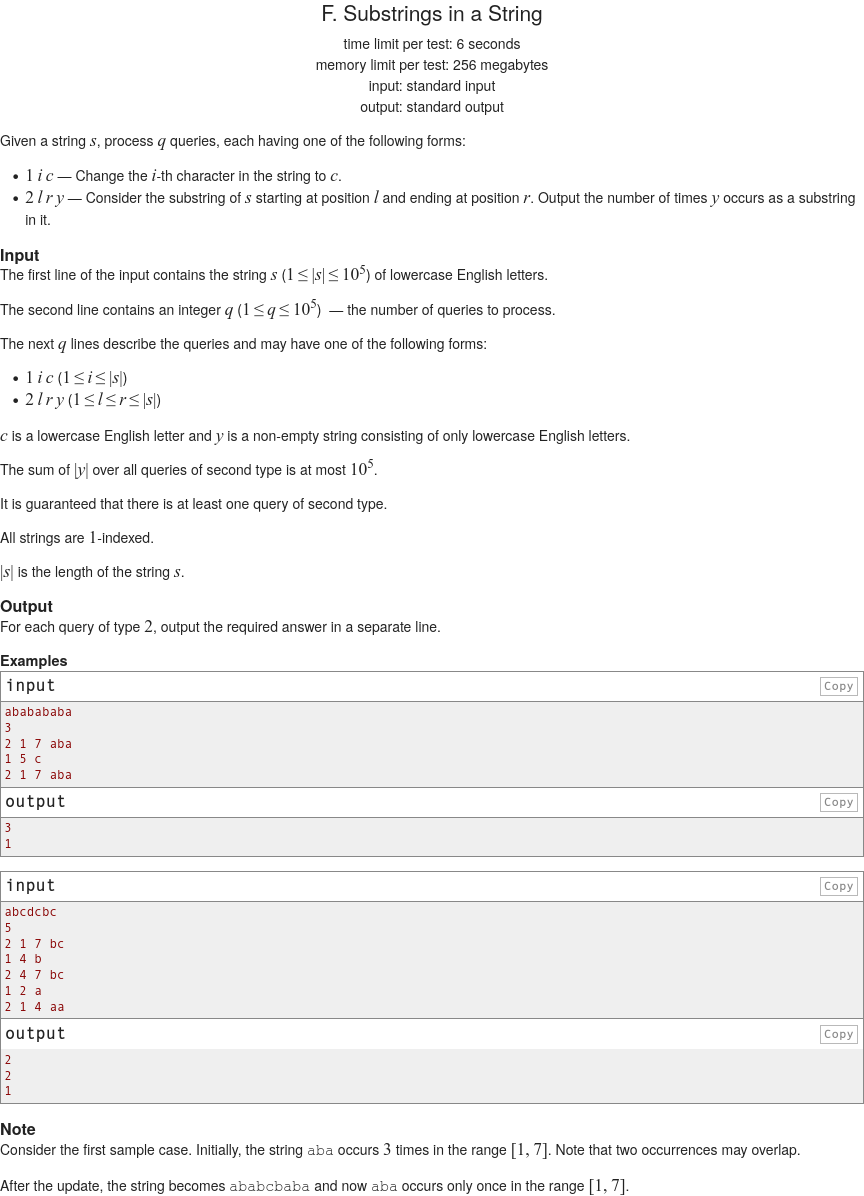 F. Substrings in a String
time limit per test: 6 seconds
memory limit per test: 256 megabytes
input: standard input
output: standard output
Given a string s, process q queries, each having one of the following forms:
• 1 i c — Change the i-th character in the string to c.
• 2 l r y — Consider the substring of s starting at position l and ending at position r. Output the number of times y occurs as a substring
in it.
Input
The first line of the input contains the string s (1 ≤ |s| ≤ 10^5) of lowercase English letters.
The second line contains an integer q (1 ≤ q ≤ 10^5)  — the number of queries to process.
The next q lines describe the queries and may have one of the following forms:
• 1 i c (1 ≤ i ≤ |s|)
• 2 l r y (1 ≤ l ≤ r ≤ |s|)
c is a lowercase English letter and y is a non-empty string consisting of only lowercase English letters.
The sum of |y| over all queries of second type is at most 10^5.
It is guaranteed that there is at least one query of second type.
All strings are 1-indexed.
|s| is the length of the string s.
Output
For each query of type 2, output the required answer in a separate line.
Examples
input Copy
ababababa
3
2 1 7 aba
1 5 c
2 1 7 aba
output Copy
3
1
input Copy
abcdcbc
5
2 1 7 bc
1 4 b
2 4 7 bc
1 2 a
2 1 4 aa
output Copy
2
2
1
Note
Consider the first sample case. Initially, the string aba occurs 3 times in the range [1, 7]. Note that two occurrences may overlap.
After the update, the string becomes ababcbaba and now aba occurs only once in the range [1, 7].